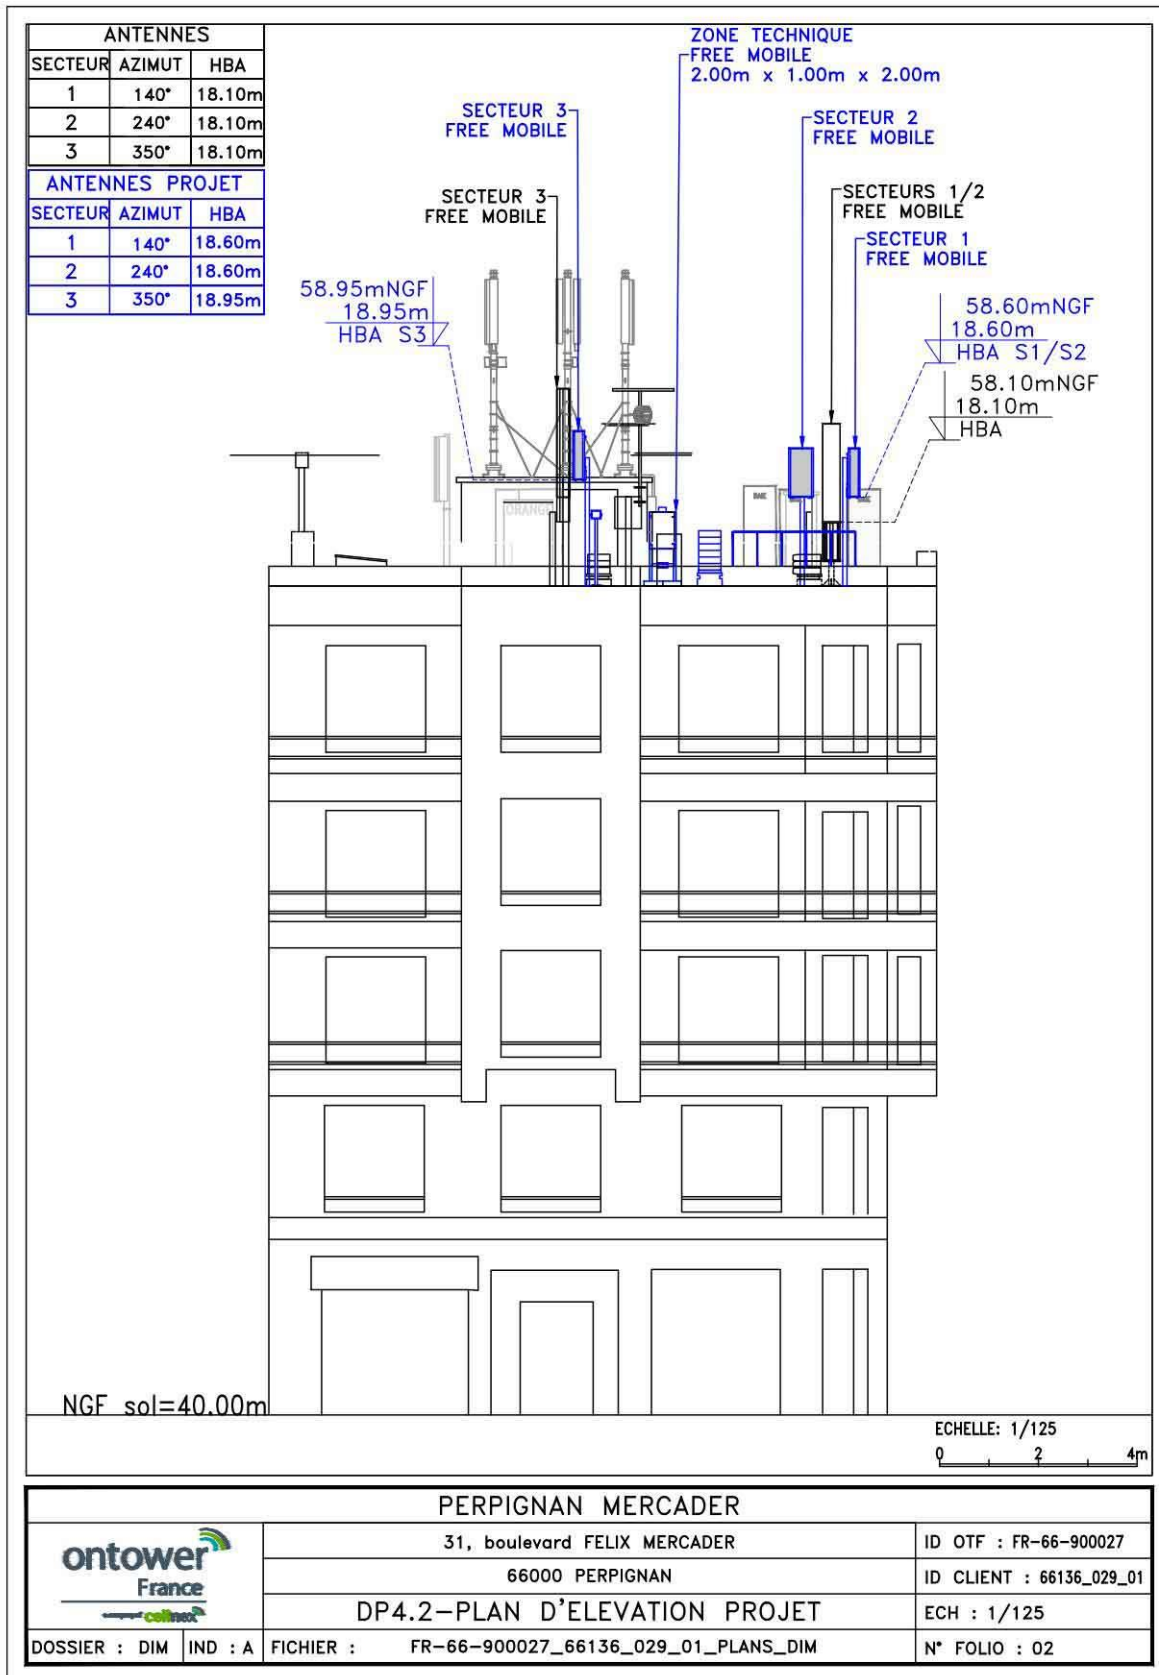 ANTENNES
SECTEUR AZIMUT HBA
1 140° 18.10m
2 240° 18.10m
3 350° 18.10m
ANTENNES PROJET
SECTEUR AZIMUT HBA
1 140° 18.60m
2 240° 18.60m
3 350° 18.95m
ZONE TECHNIQUE
FREE MOBILE
2.00m x 1.00m x 2.00m
SECTEUR 3
FREE MOBILE
SECTEUR 2
FREE MOBILE
SECTEUR 3
FREE MOBILE
SECTEURS 1/2
FREE MOBILE
SECTEUR 1
FREE MOBILE
58.95mNGF
18.95m
HBA S3
58.60mNGF
18.60m
HBA S1/S2
58.10mNGF
18.10m
HBA
ORANGE
NGF sol=40.00m
ECHELLE: 1/125
0 2 4m
PERPIGNAN MERCADER
ontower
France
cellnex
31, boulevard FELIX MERCADER
66000 PERPIGNAN
DP4.2-PLAN D'ELEVATION PROJET
ID OTF : FR-66-900027
ID CLIENT : 66136_029_01
ECH : 1/125
DOSSIER : DIM IND : A FICHIER : FR-66-900027_66136_029_01_PLANS_DIM
N° FOLIO : 02